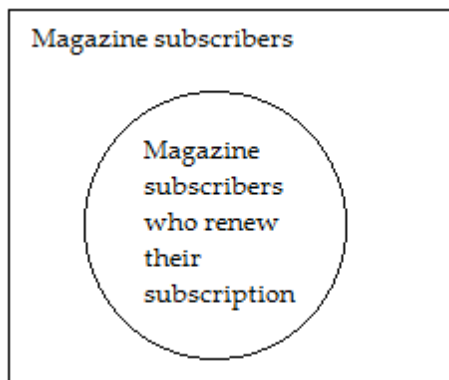 Magazine subscribers
Magazine
subscribers
who renew
their
subscription